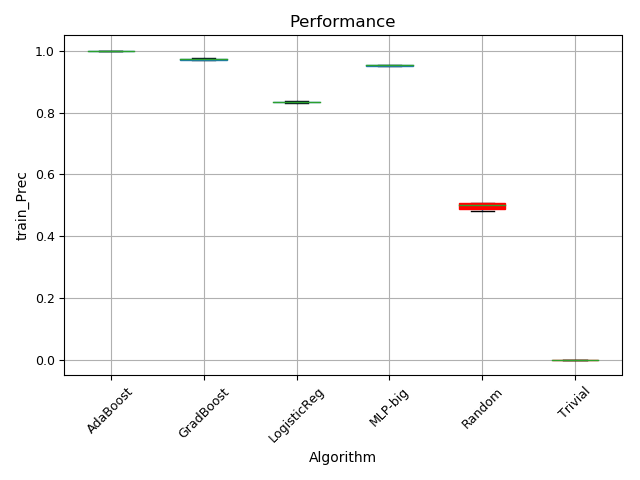 Performance
1.0
0.8
0.6
0.4
0.2
0.0
train_Prec
AdaBoost
GradBoost
LogisticReg
MLP-big
Random
Trivial
Algorithm